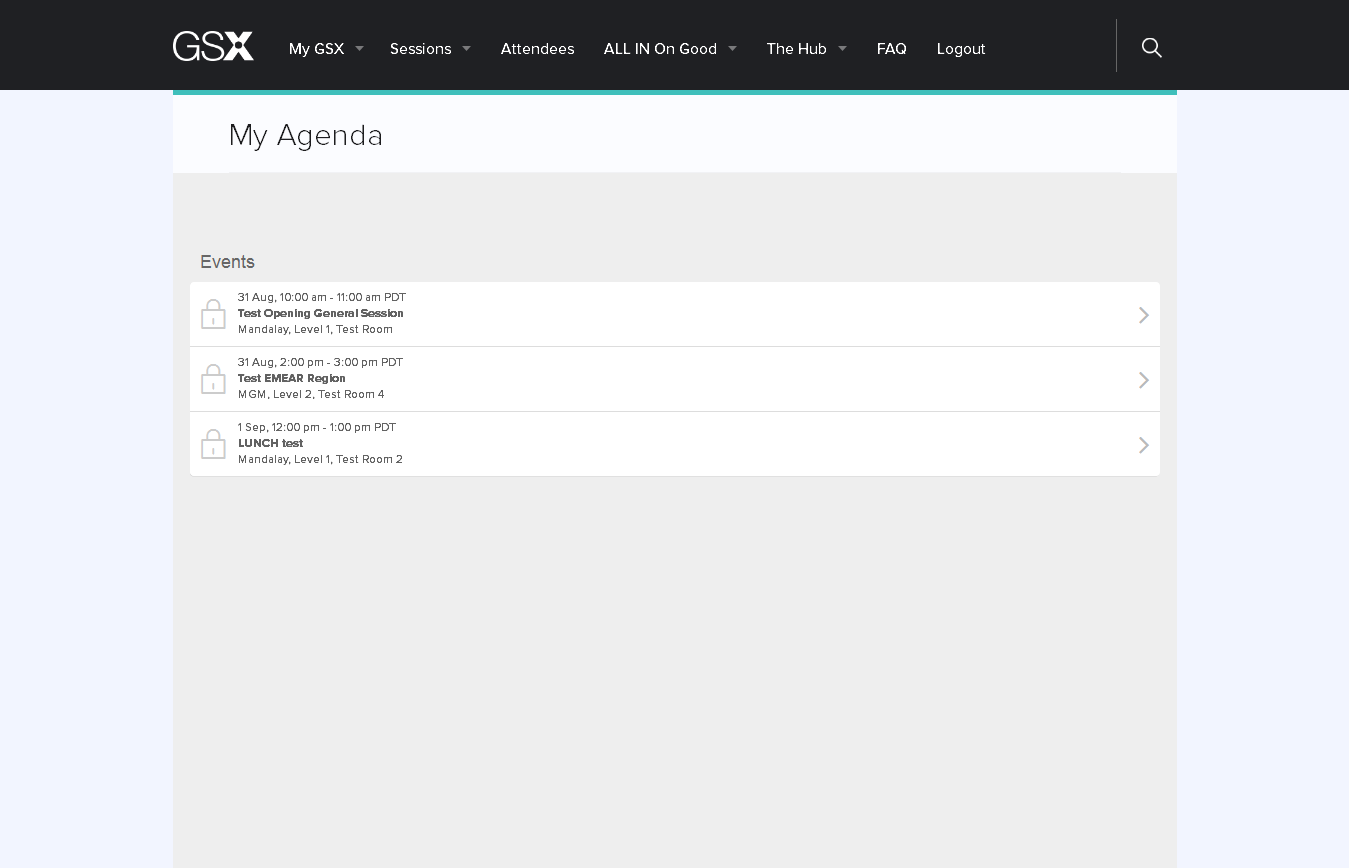 GSX
My GSX Sessions Attendees ALL IN On Good The Hub FAQ Logout
My Agenda
Events
31 Aug, 10:00 am - 11:00 am PDT
Test Opening General Session
Mandalay, Level 1, Test Room
31 Aug, 2:00 pm - 3:00 pm PDT
Test EMEAR Region
MGM, Level 2, Test Room 4
1 Sep, 12:00 pm - 1:00 pm PDT
LUNCH test
Mandalay, Level 1, Test Room 2